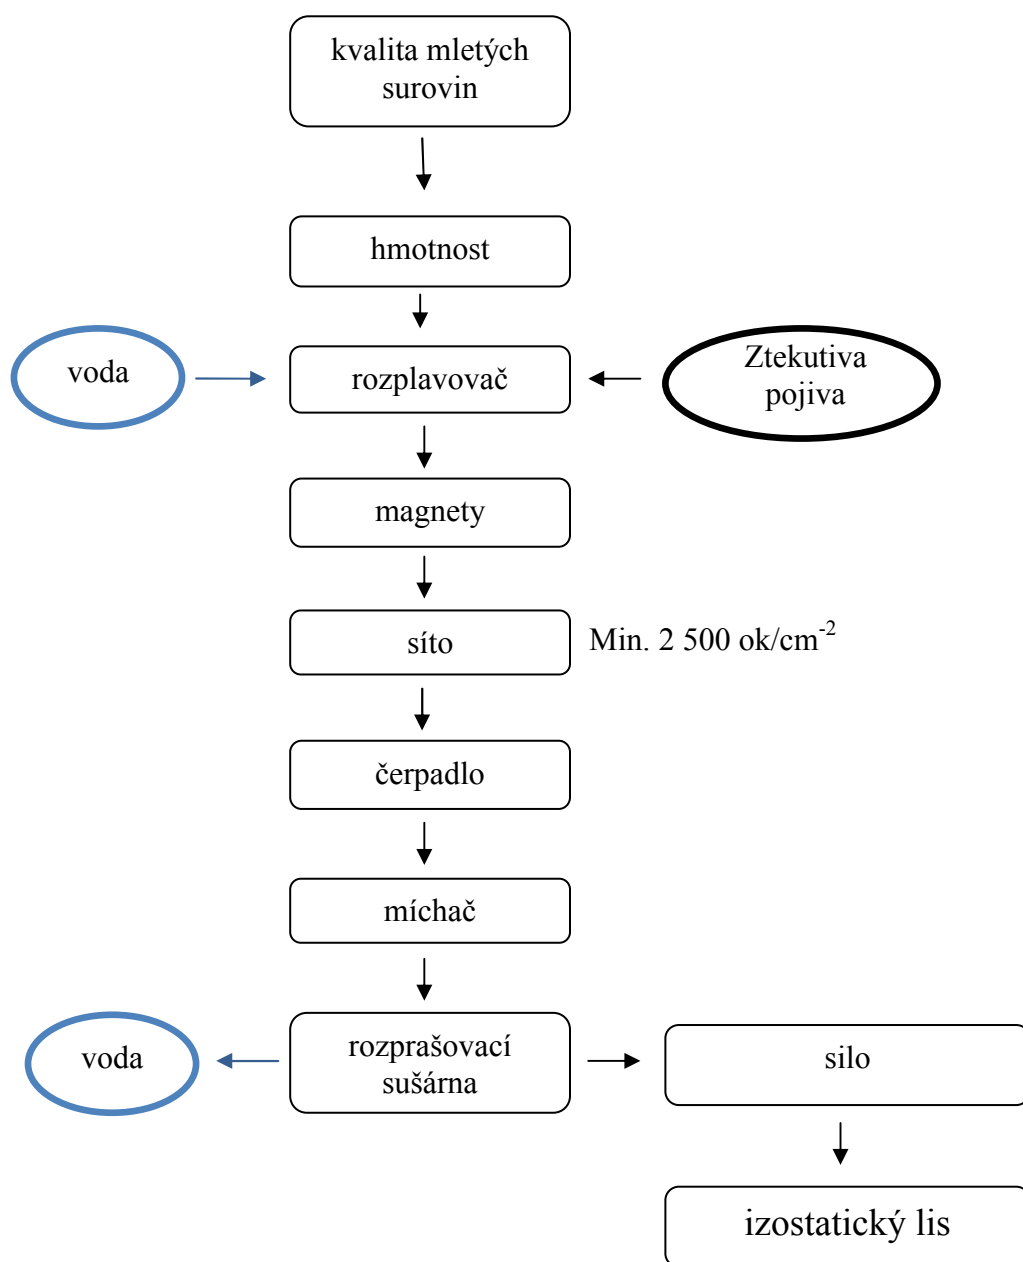 kvalita mletých
surovin
hmotnost
voda
rozplavovač
Ztekutiva
pojiva
magnety
síto
Min. 2 500 ok/cm⁻²
čerpadlo
míchač
voda
rozprašovací
sušárna
silo
izostatický lis